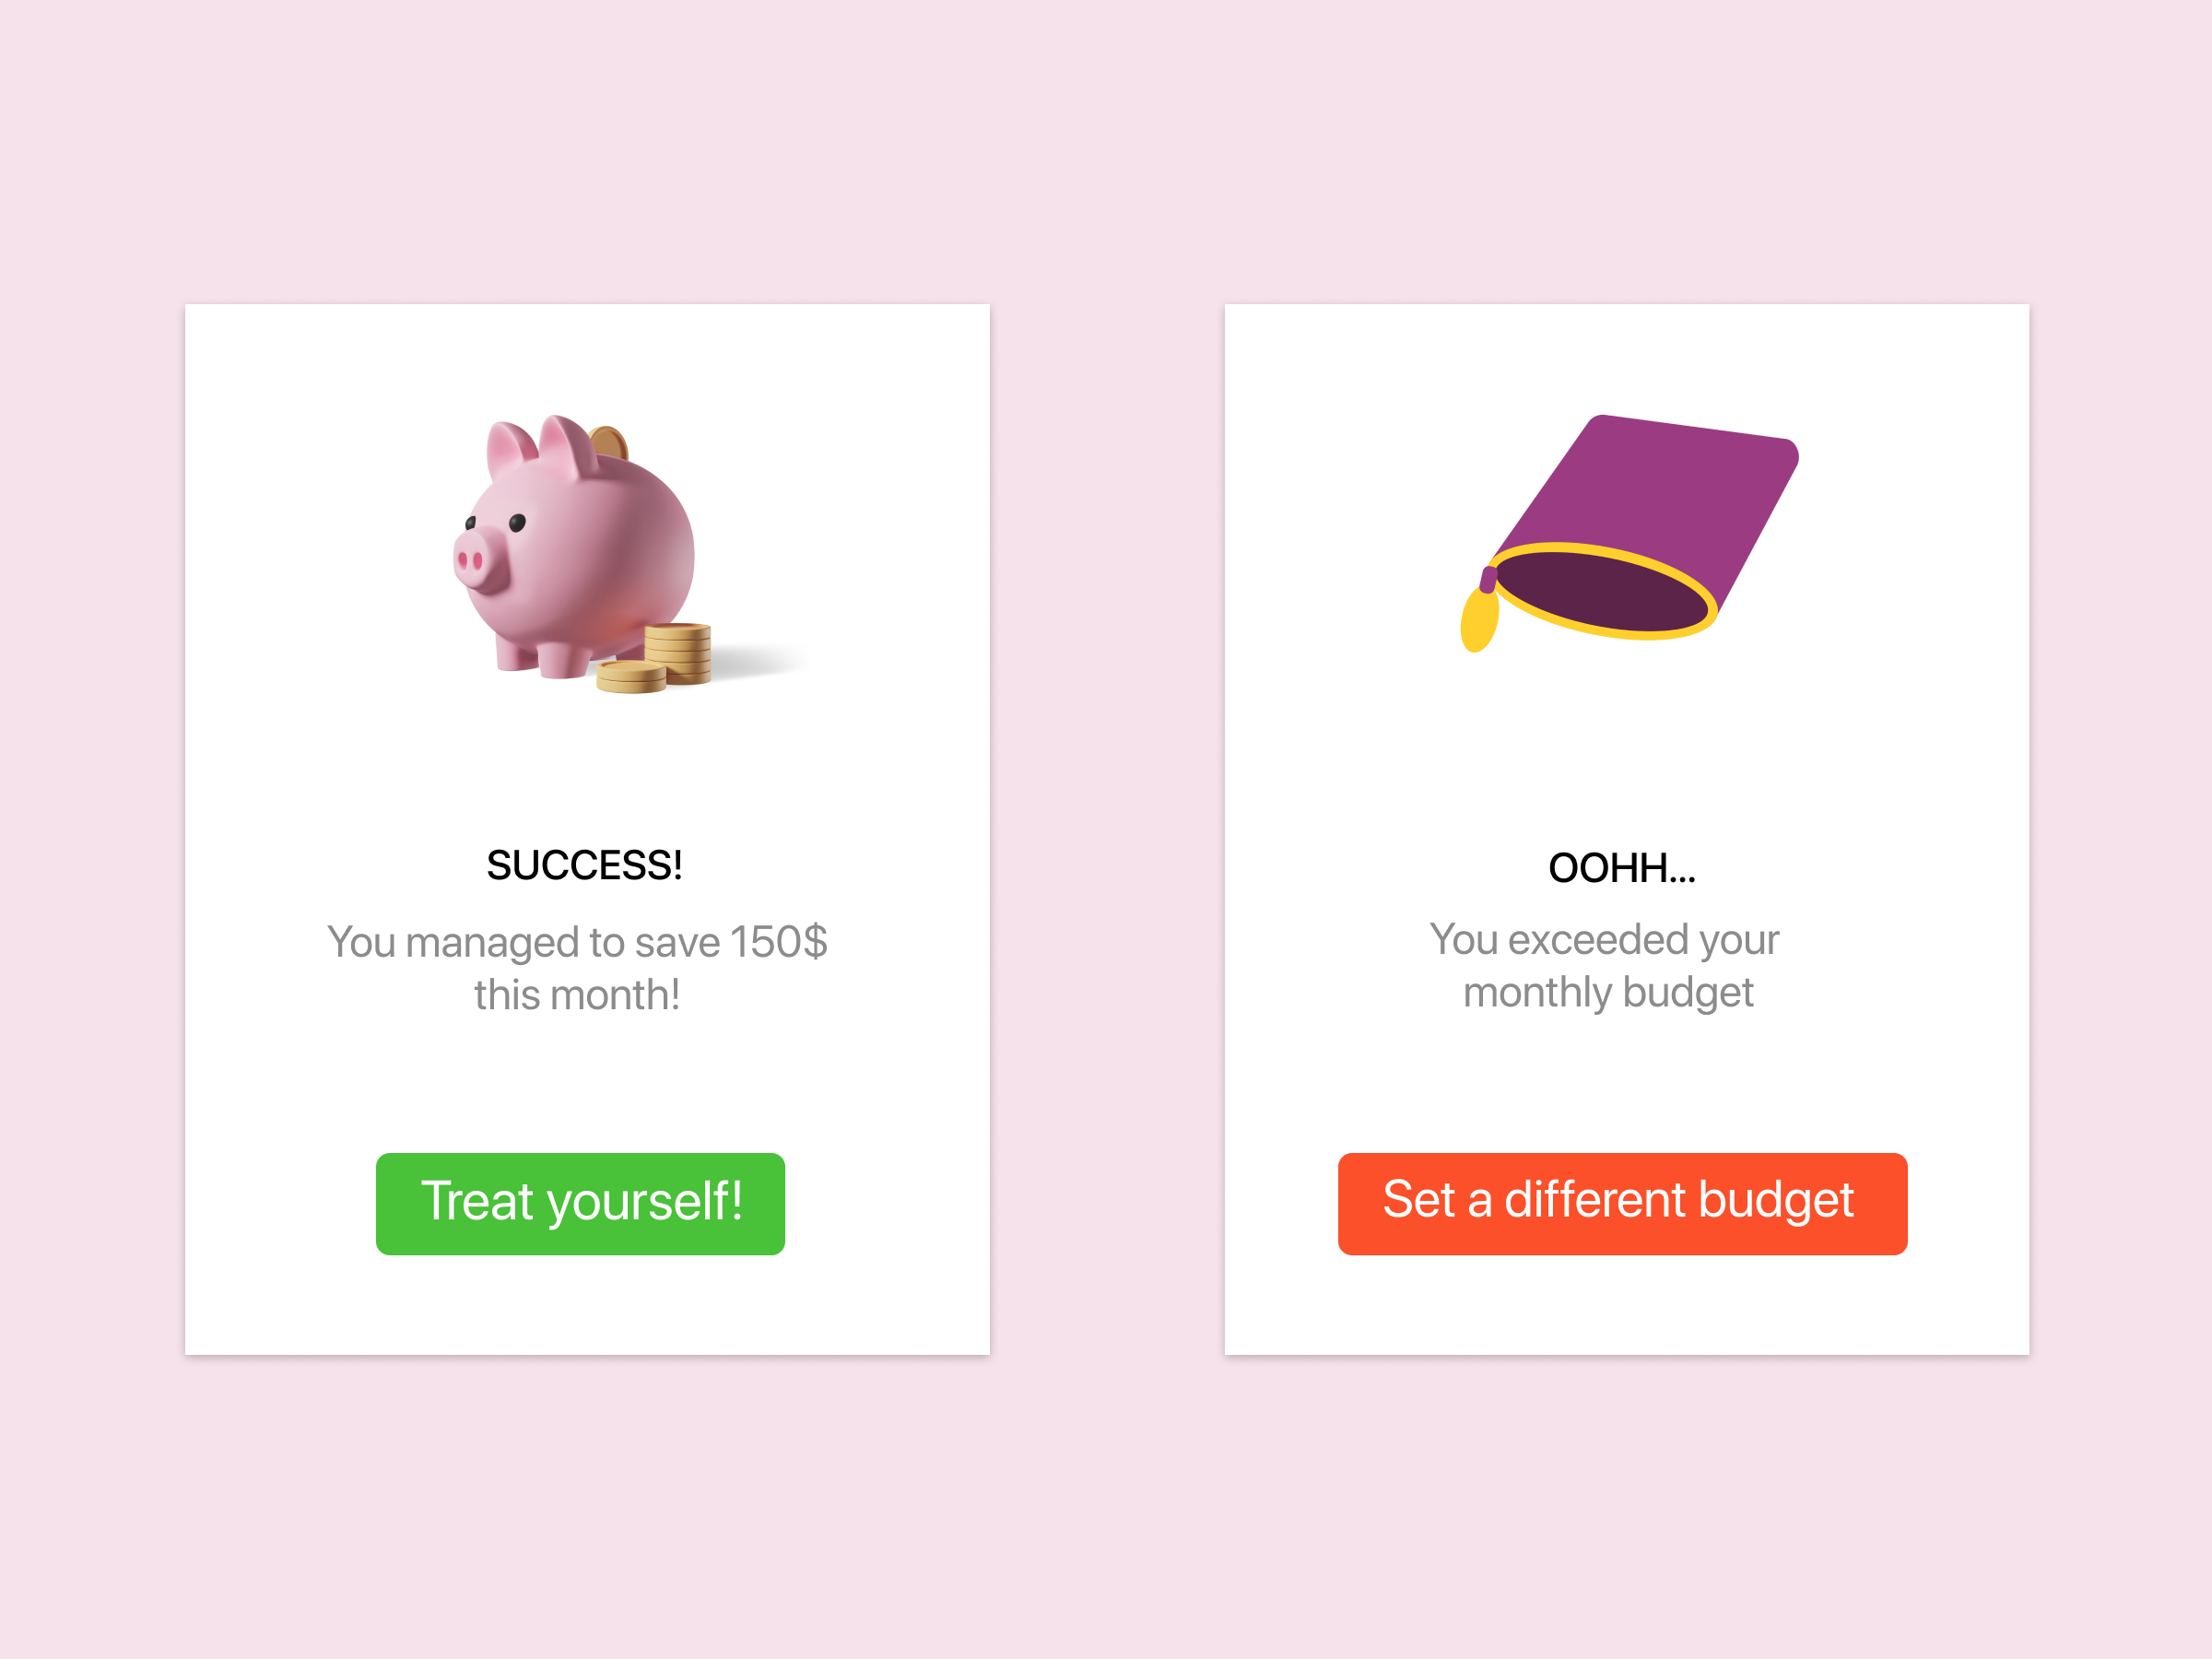 SUCCESS!
You managed to save 150$
this month!
Treat yourself!
OOHH...
You exceeded your
monthly budget
Set a different budget